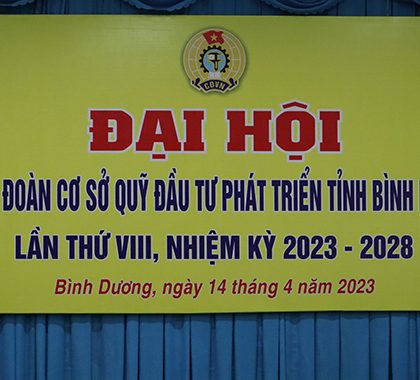 CĐVN
ĐẠI HỘI
ĐOÀN CƠ SỞ QUỸ ĐẦU TƯ PHÁT TRIỂN TỈNH BÌNH
LẦN THỨ VIII, NHIỆM KỲ 2023 - 2028
Bình Dương, ngày 14 tháng 4 năm 2023